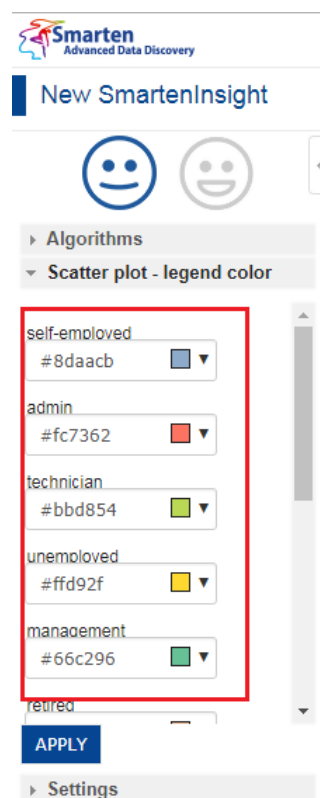 Smarten
Advanced Data Discovery
New SmartenInsight
Algorithms
Scatter plot - legend color
self-employed
#8daacb
admin
#fc7362
technician
#bbd854
unemployed
#ffd92f
management
#66c296
retired
APPLY
Settings